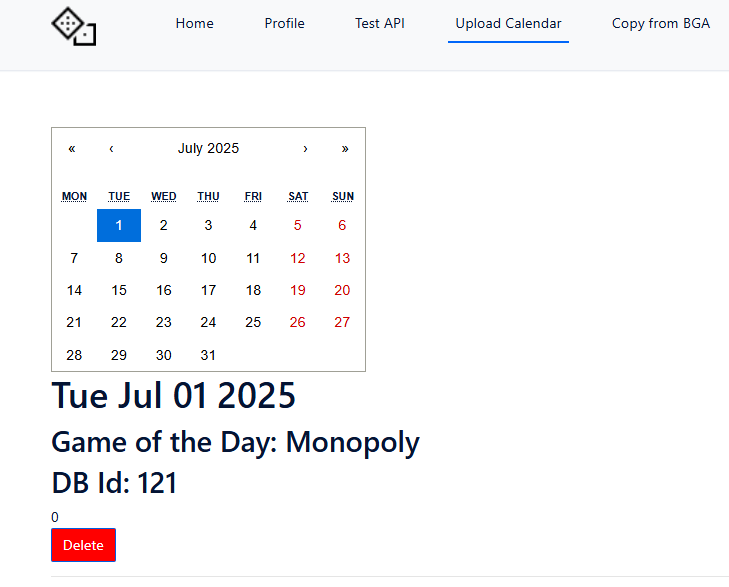 Home Profile Test API Upload Calendar Copy from BGA
« ‹ July 2025 › »
MON TUE WED THU FRI SAT SUN
1 2 3 4 5 6
7 8 9 10 11 12 13
14 15 16 17 18 19 20
21 22 23 24 25 26 27
28 29 30 31
Tue Jul 01 2025
Game of the Day: Monopoly
DB Id: 121
0
Delete